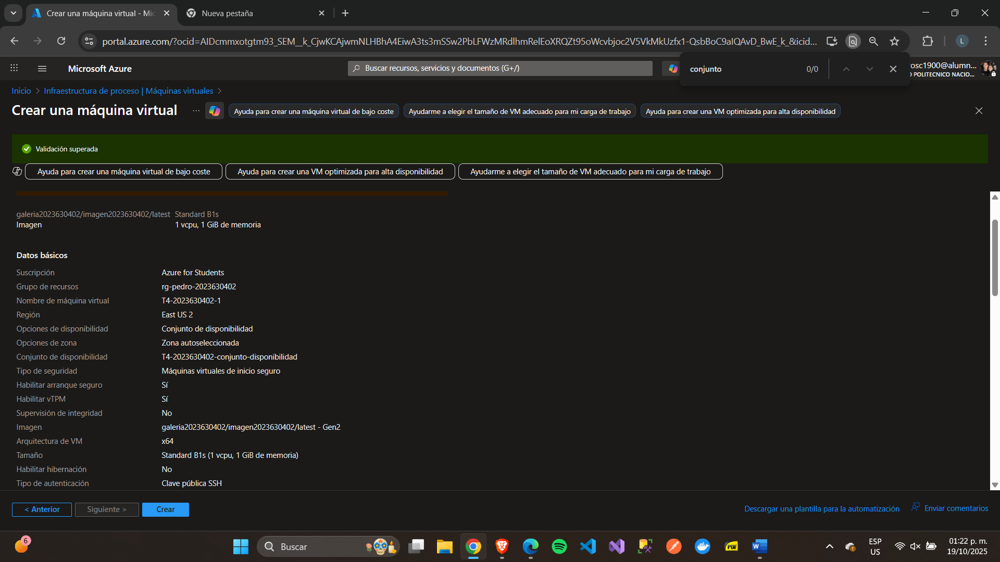 Crear una máquina virtual - Mic
Nueva pestaña
portal.azure.com/?ocid=AIDcmmxotgtm93_SEM__k_CjwKCAjwmNLHBhA4EiwA3ts3mSSw2PbLFWzMRdlhmRelEoXRQZt95oWcvbjoc2V5VkMkUzfx1-QsbBoC9aIQAvD_BwE_k_&icid...
L
Microsoft Azure
Buscar recursos, servicios y documentos (G+/)
conjunto
0/0
rosc1900@alumn...
POLITECNICO NACIO...
Inicio > Infraestructura de proceso | Máquinas virtuales >
Crear una máquina virtual
...
Ayuda para crear una máquina virtual de bajo coste
Ayudarme a elegir el tamaño de VM adecuado para mi carga de trabajo
Ayuda para crear una VM optimizada para alta disponibilidad
Validación superada
Ayuda para crear una máquina virtual de bajo coste
Ayuda para crear una VM optimizada para alta disponibilidad
Ayudarme a elegir el tamaño de VM adecuado para mi carga de trabajo
galeria2023630402/imagen2023630402/latest Standard B1s
Imagen 1 vcpu, 1 GiB de memoria
Datos básicos
Suscripción Azure for Students
Grupo de recursos rg-pedro-2023630402
Nombre de máquina virtual T4-2023630402-1
Región East US 2
Opciones de disponibilidad Conjunto de disponibilidad
Opciones de zona Zona autoseleccionada
Conjunto de disponibilidad T4-2023630402-conjunto-disponibilidad
Tipo de seguridad Máquinas virtuales de inicio seguro
Habilitar arranque seguro Sí
Habilitar vTPM Sí
Supervisión de integridad No
Imagen galeria2023630402/imagen2023630402/latest - Gen2
Arquitectura de VM x64
Tamaño Standard B1s (1 vcpu, 1 GiB de memoria)
Habilitar hibernación No
Tipo de autenticación Clave pública SSH
< Anterior
Siguiente >
Crear
Descargar una plantilla para la automatización
Enviar comentarios
6
Buscar
PDF
W
ESP
US
01:22 p. m.
19/10/2025